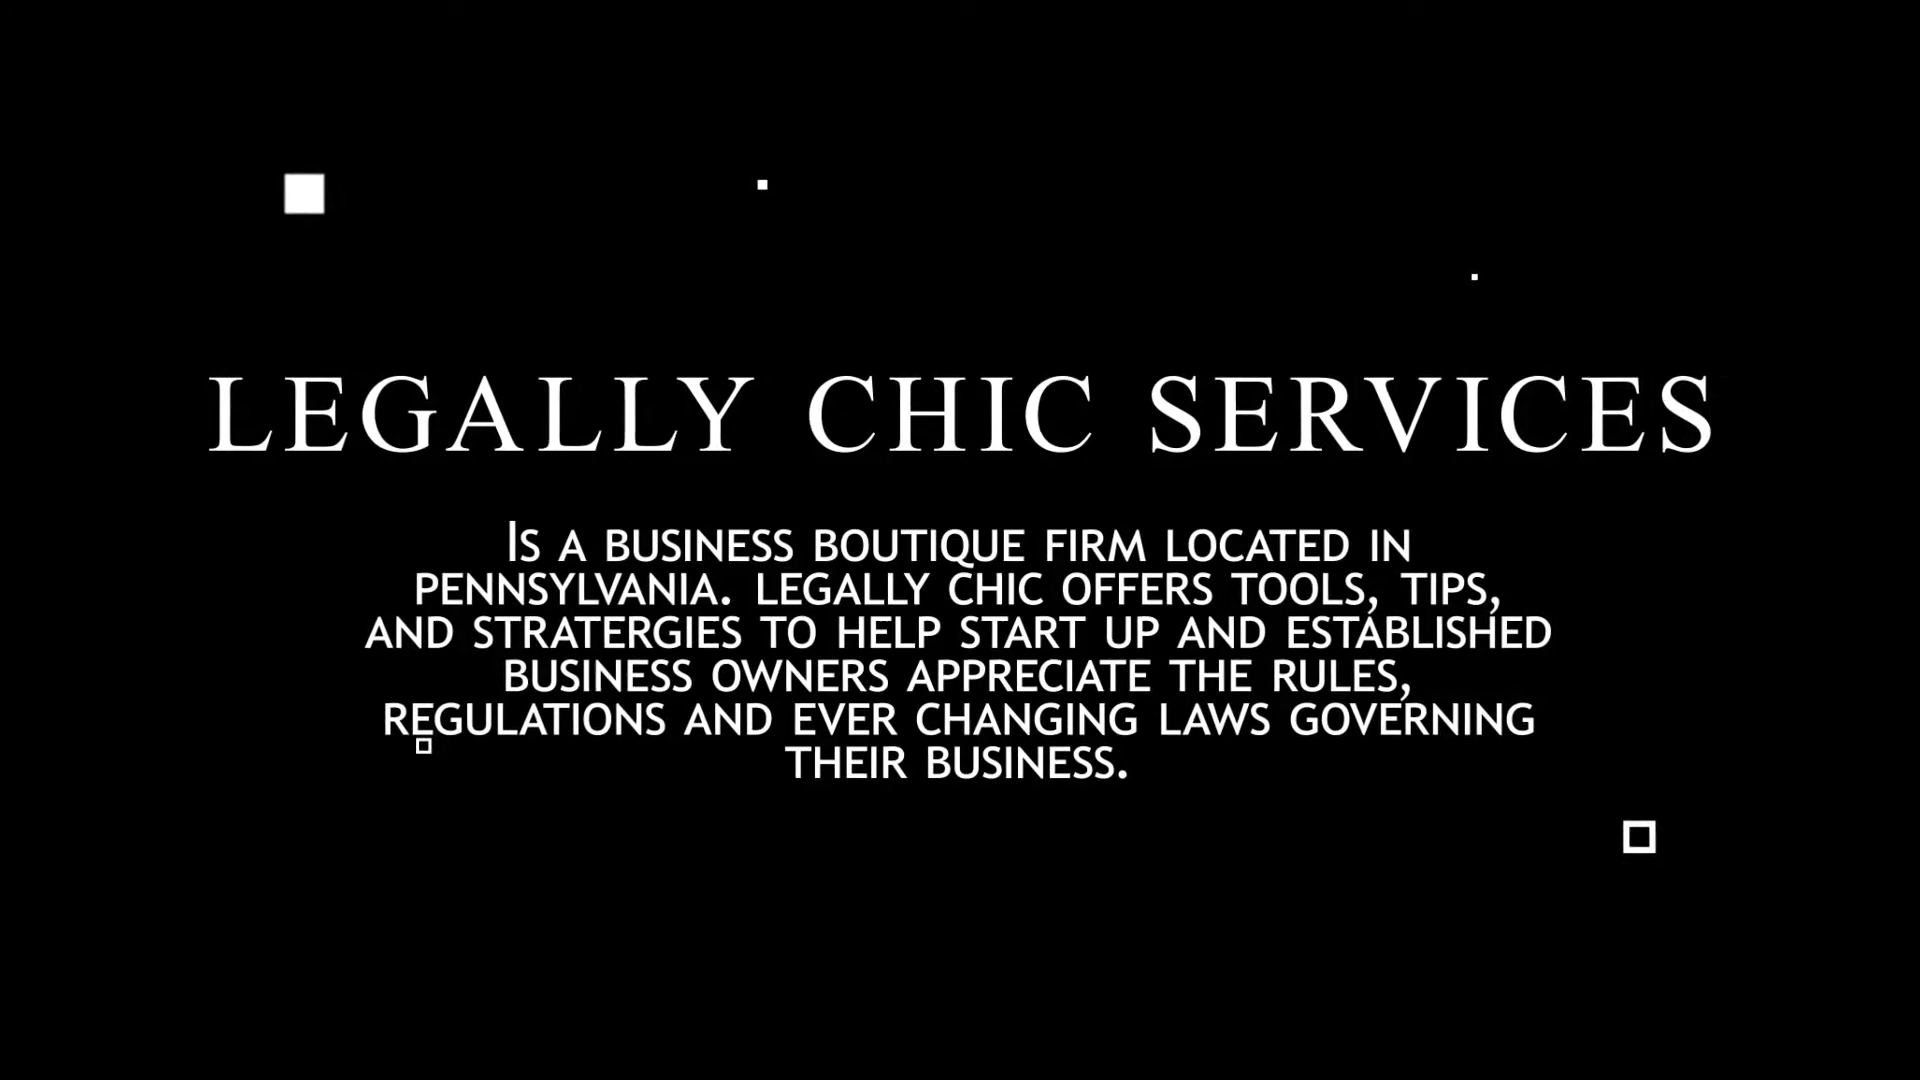 LEGALLY CHIC SERVICES
IS A BUSINESS BOUTIQUE FIRM LOCATED IN
PENNSYLVANIA. LEGALLY CHIC OFFERS TOOLS, TIPS,
AND STRATERGIES TO HELP START UP AND ESTABLISHED
BUSINESS OWNERS APPRECIATE THE RULES,
REGULATIONS AND EVER CHANGING LAWS GOVERNING
THEIR BUSINESS.